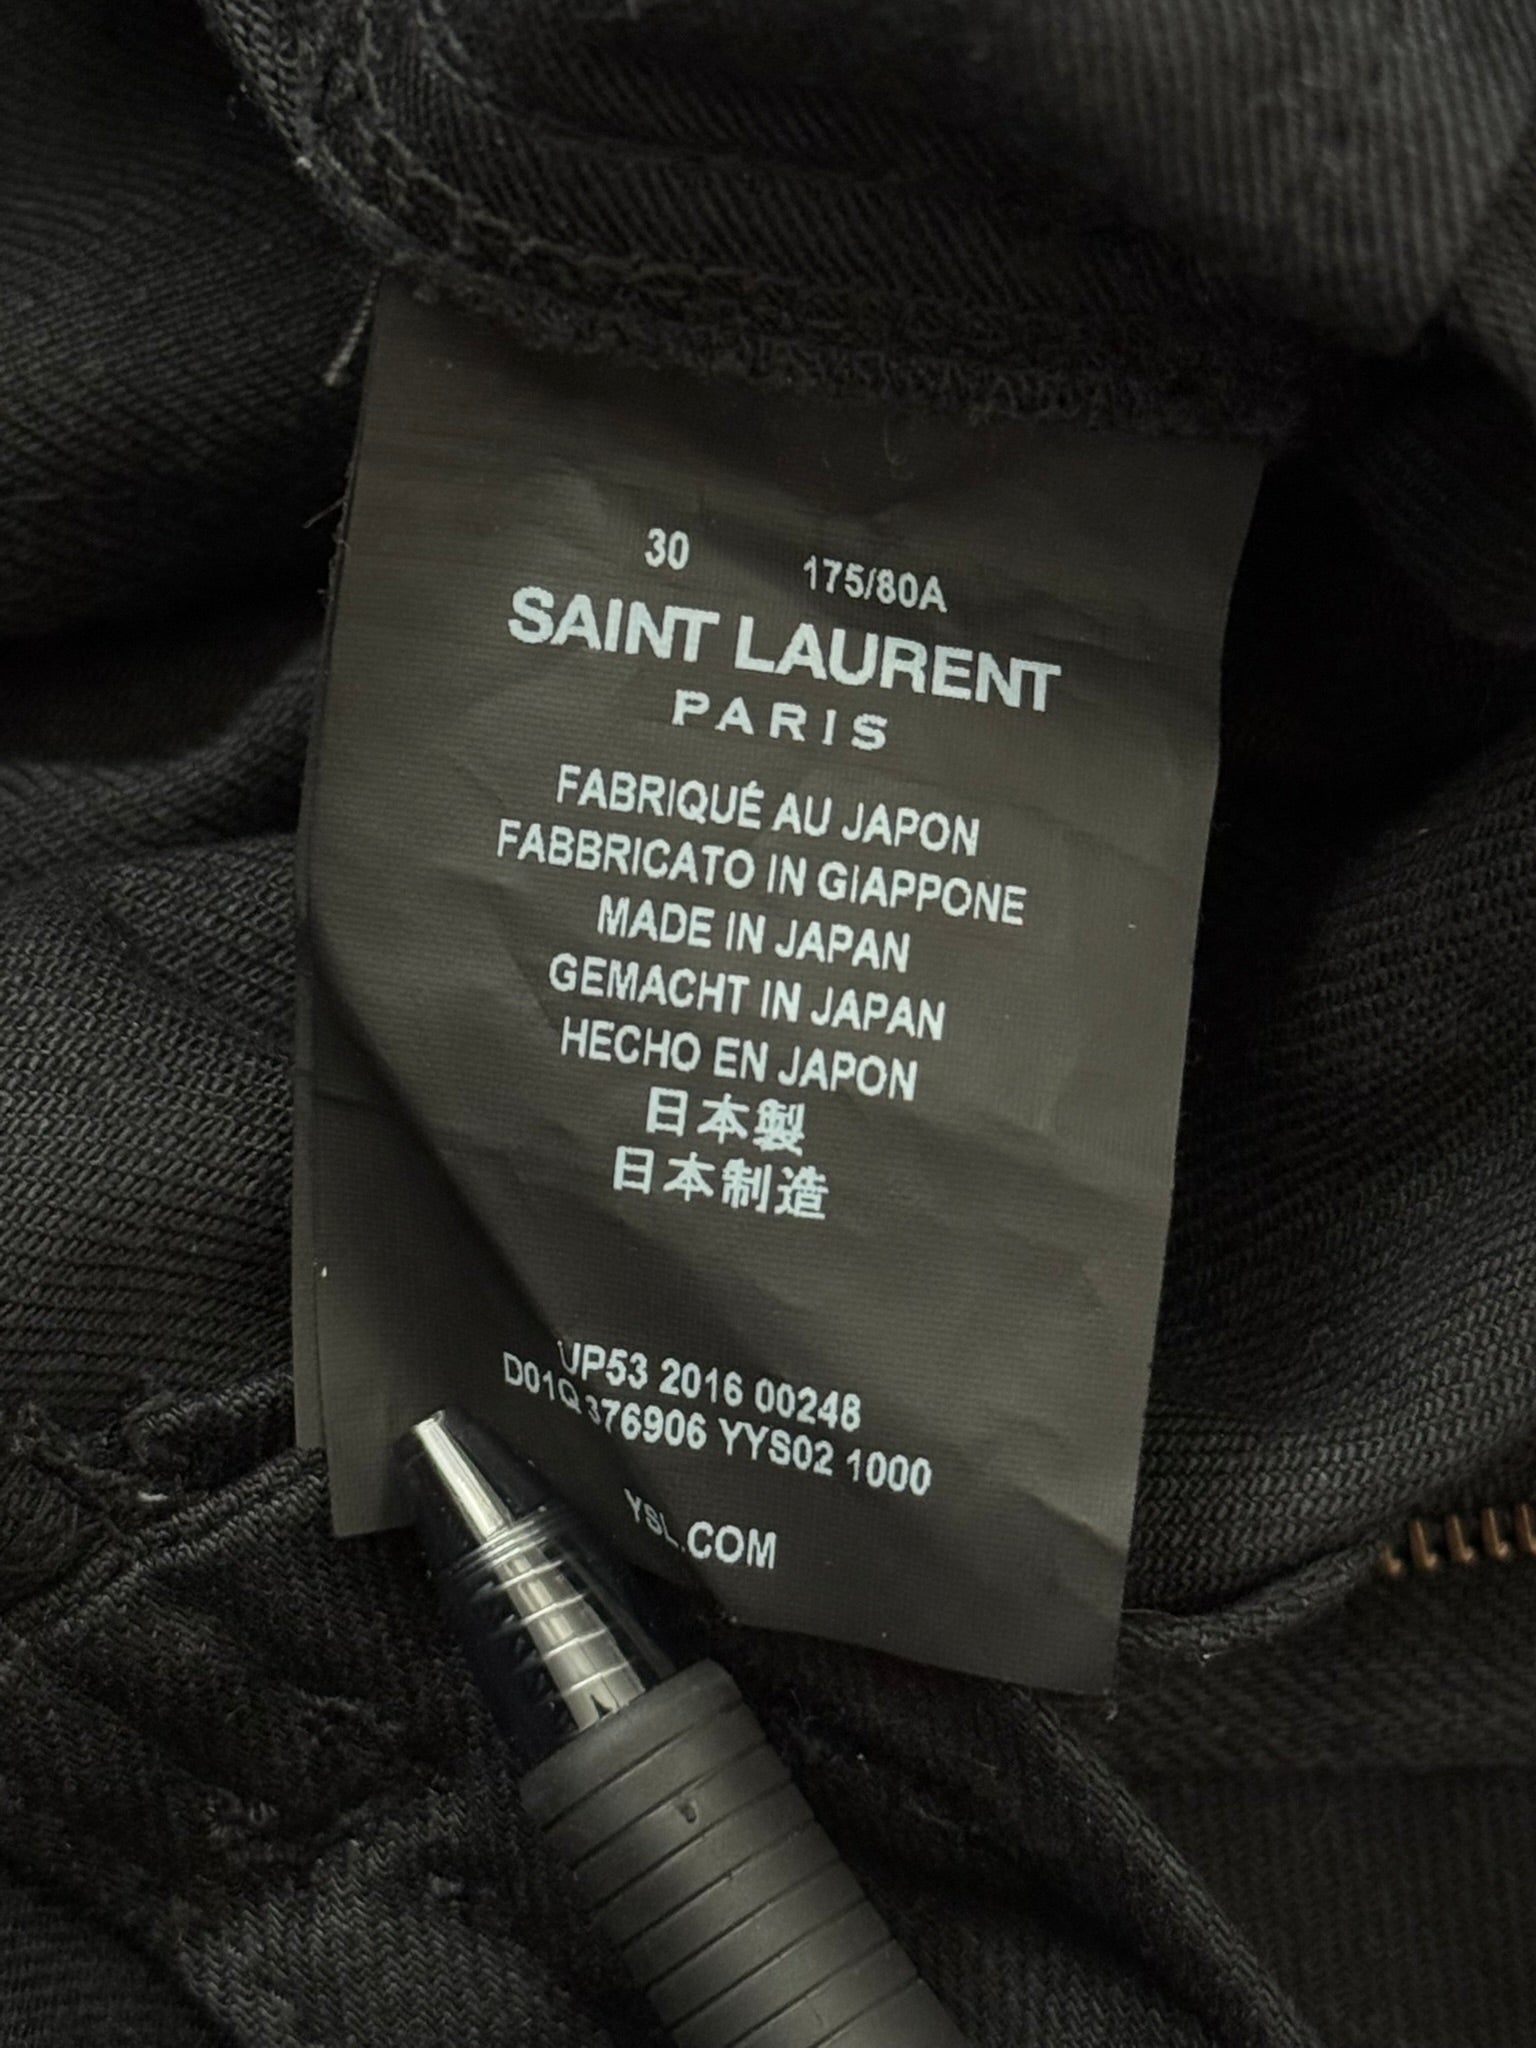 30 175/80A
SAINT LAURENT
PARIS
FABRIQUÉ AU JAPON
FABBRICATO IN GIAPPONE
MADE IN JAPAN
GEMACHT IN JAPAN
HECHO EN JAPON
日本製
日本制造
UP53 2016 00248
D01Q 376906 YYS02 1000
YSL.COM